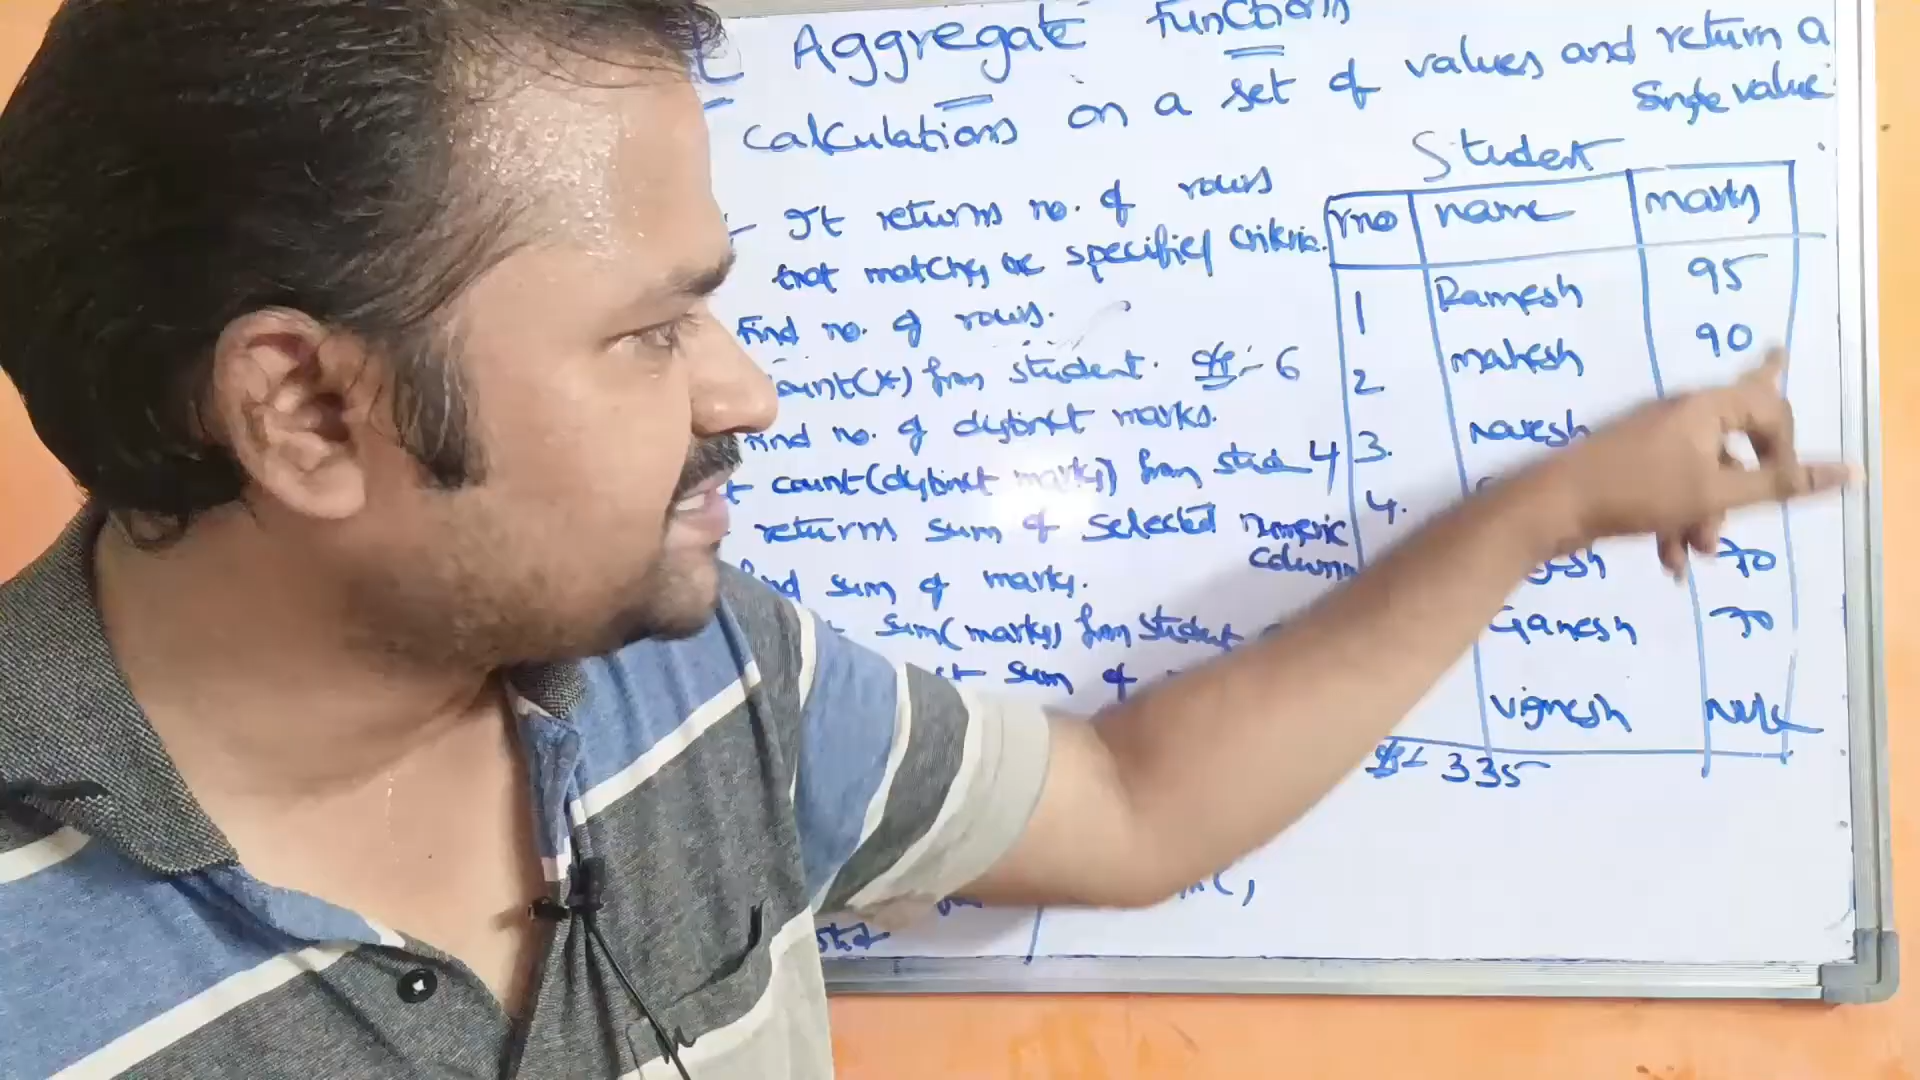 Aggregate functions
calculations on a set of values and return a
single value
- It returns no. of rows
that matches the specified criteria.
Find no. of rows.
count(*) from student. o/p:- 6
Find no. of distinct marks.
count(distinct marks) from stud 4
returns sum of selected numeric
column
find sum of marks.
sum(marks) from student
sum of
Student
rno name marks
1 Ramesh 95
2 mahesh 90
3. Naresh
4.
70
Ganesh 70
vignesh NULL
o/p:- 335